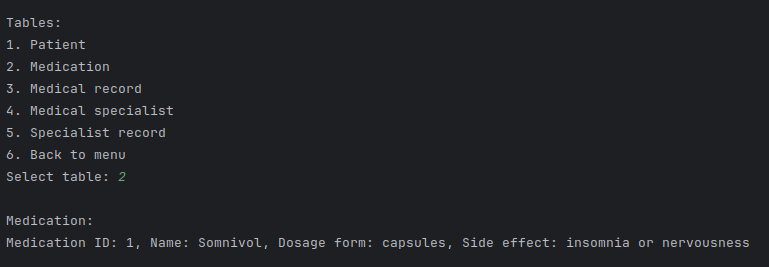 Tables:
1. Patient
2. Medication
3. Medical record
4. Medical specialist
5. Specialist record
6. Back to menu
Select table: 2
Medication:
Medication ID: 1, Name: Somnivol, Dosage form: capsules, Side effect: insomnia or nervousness